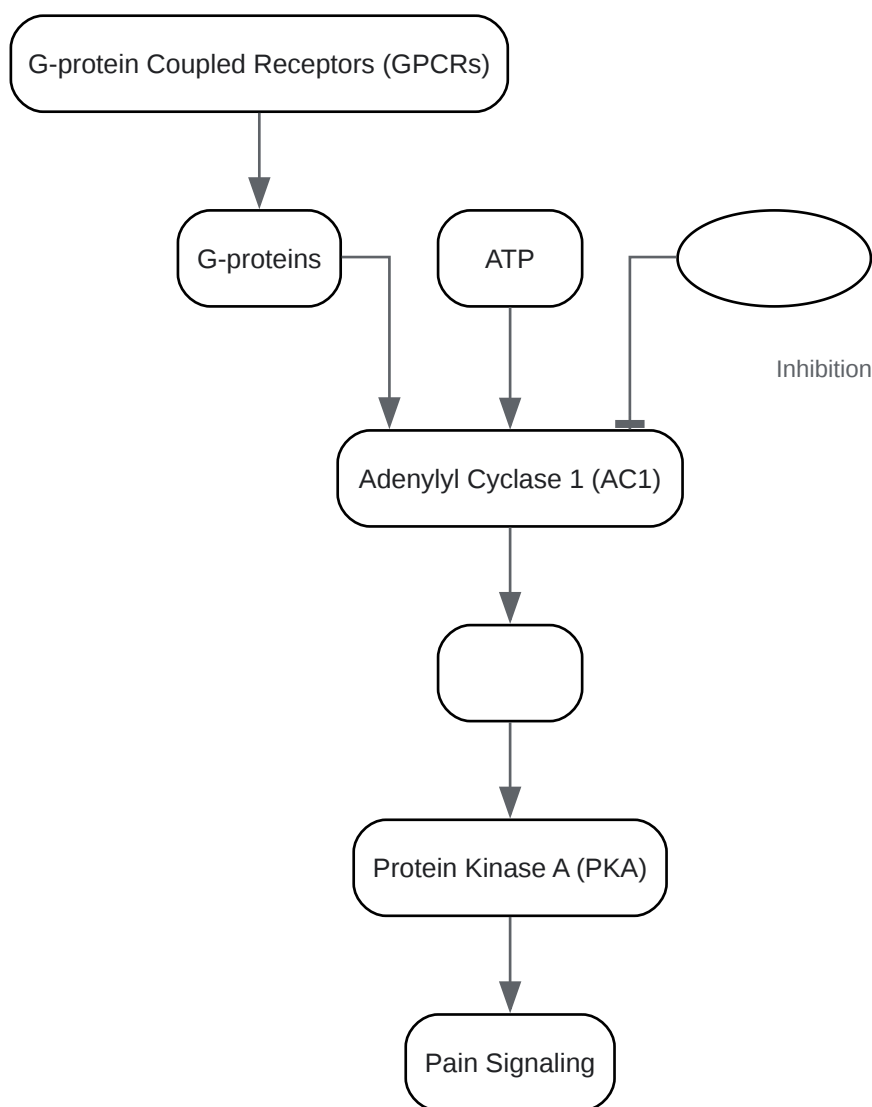 G-protein Coupled Receptors (GPCRs)
G-proteins
ATP
Inhibition
Adenylyl Cyclase 1 (AC1)
Protein Kinase A (PKA)
Pain Signaling